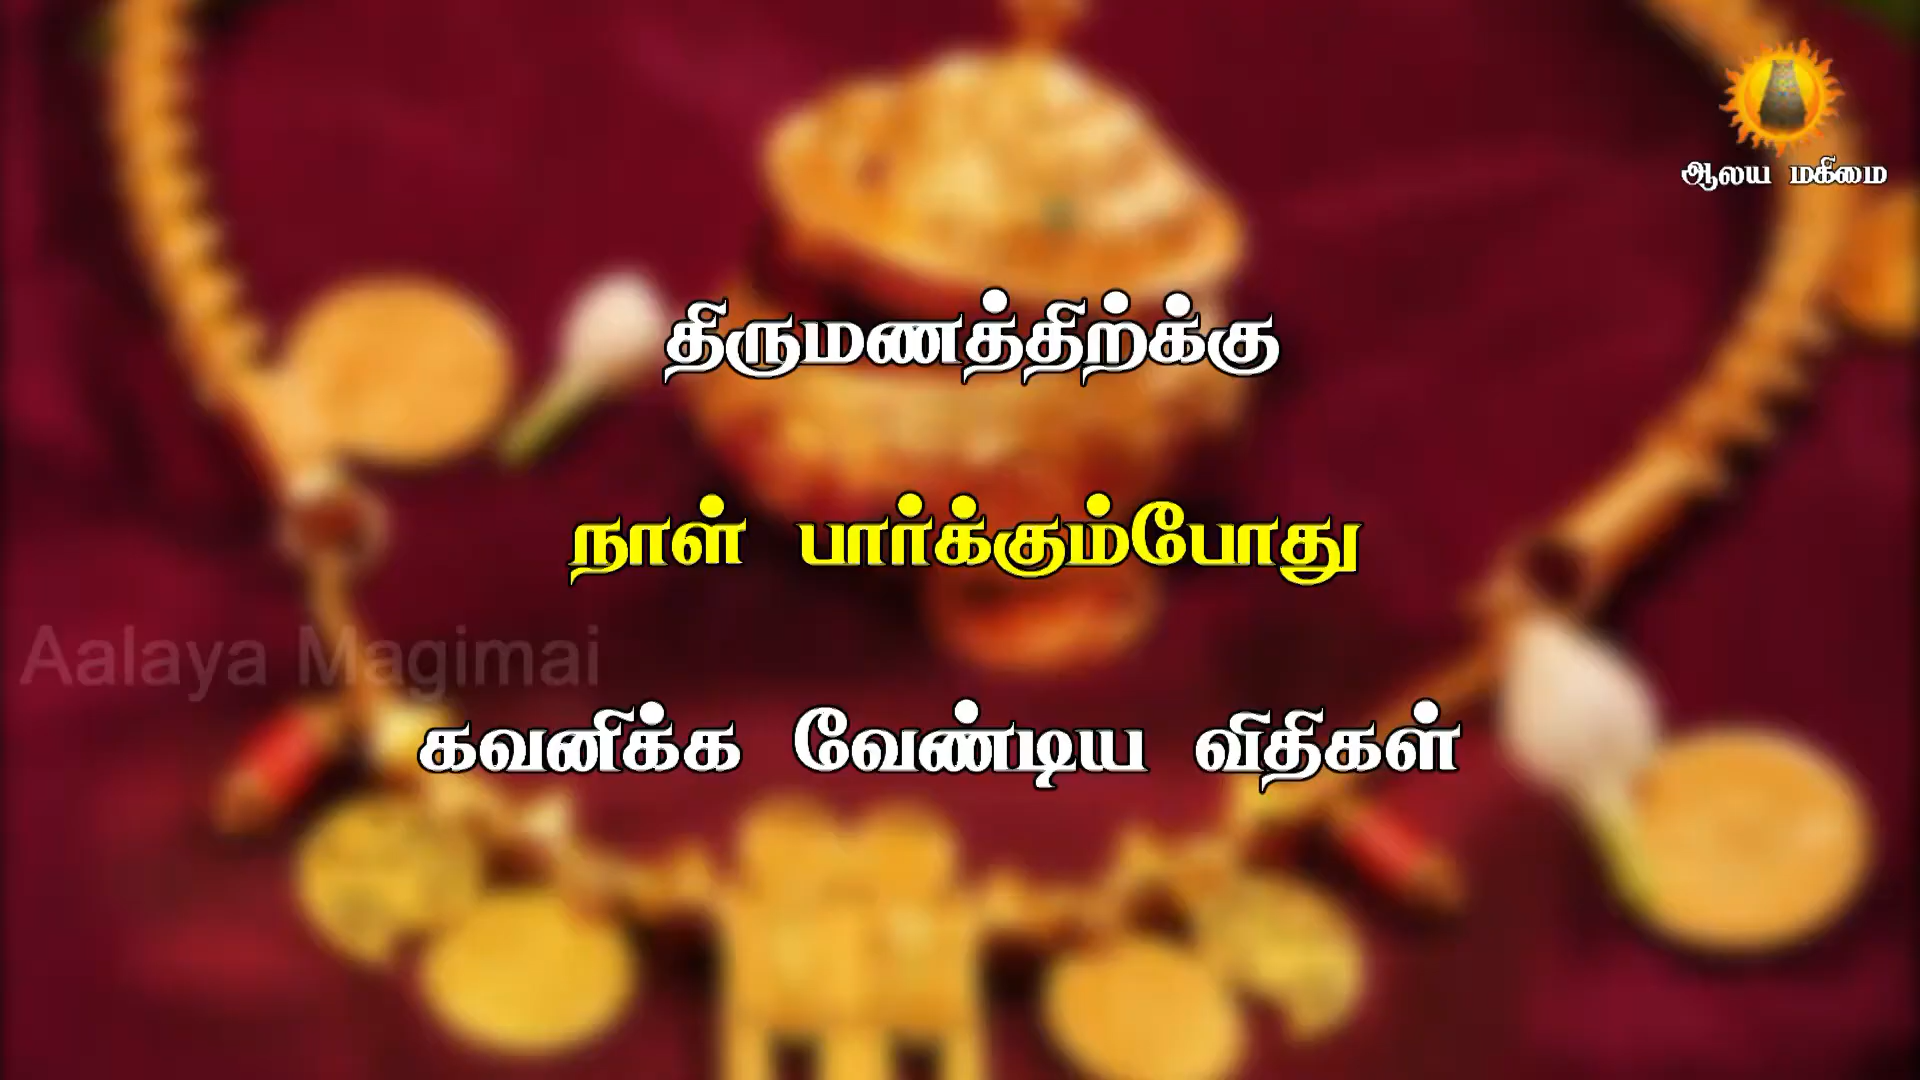 ஆலய மகிமை
திருமணத்திற்க்கு
நாள் பார்க்கும்போது
Aalaya Magimai
கவனிக்க வேண்டிய விதிகள்